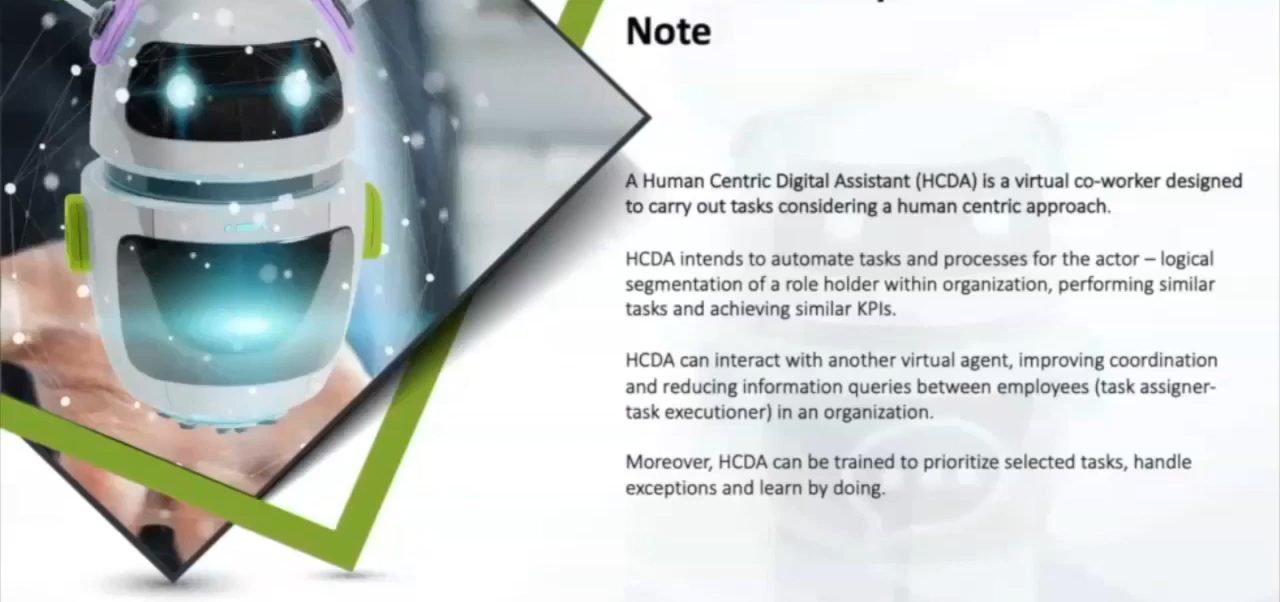 Note
A Human Centric Digital Assistant (HCDA) is a virtual co-worker designed
to carry out tasks considering a human centric approach.
HCDA intends to automate tasks and processes for the actor – logical
segmentation of a role holder within organization, performing similar
tasks and achieving similar KPIs.
HCDA can interact with another virtual agent, improving coordination
and reducing information queries between employees (task assigner-
task executioner) in an organization.
Moreover, HCDA can be trained to prioritize selected tasks, handle
exceptions and learn by doing.